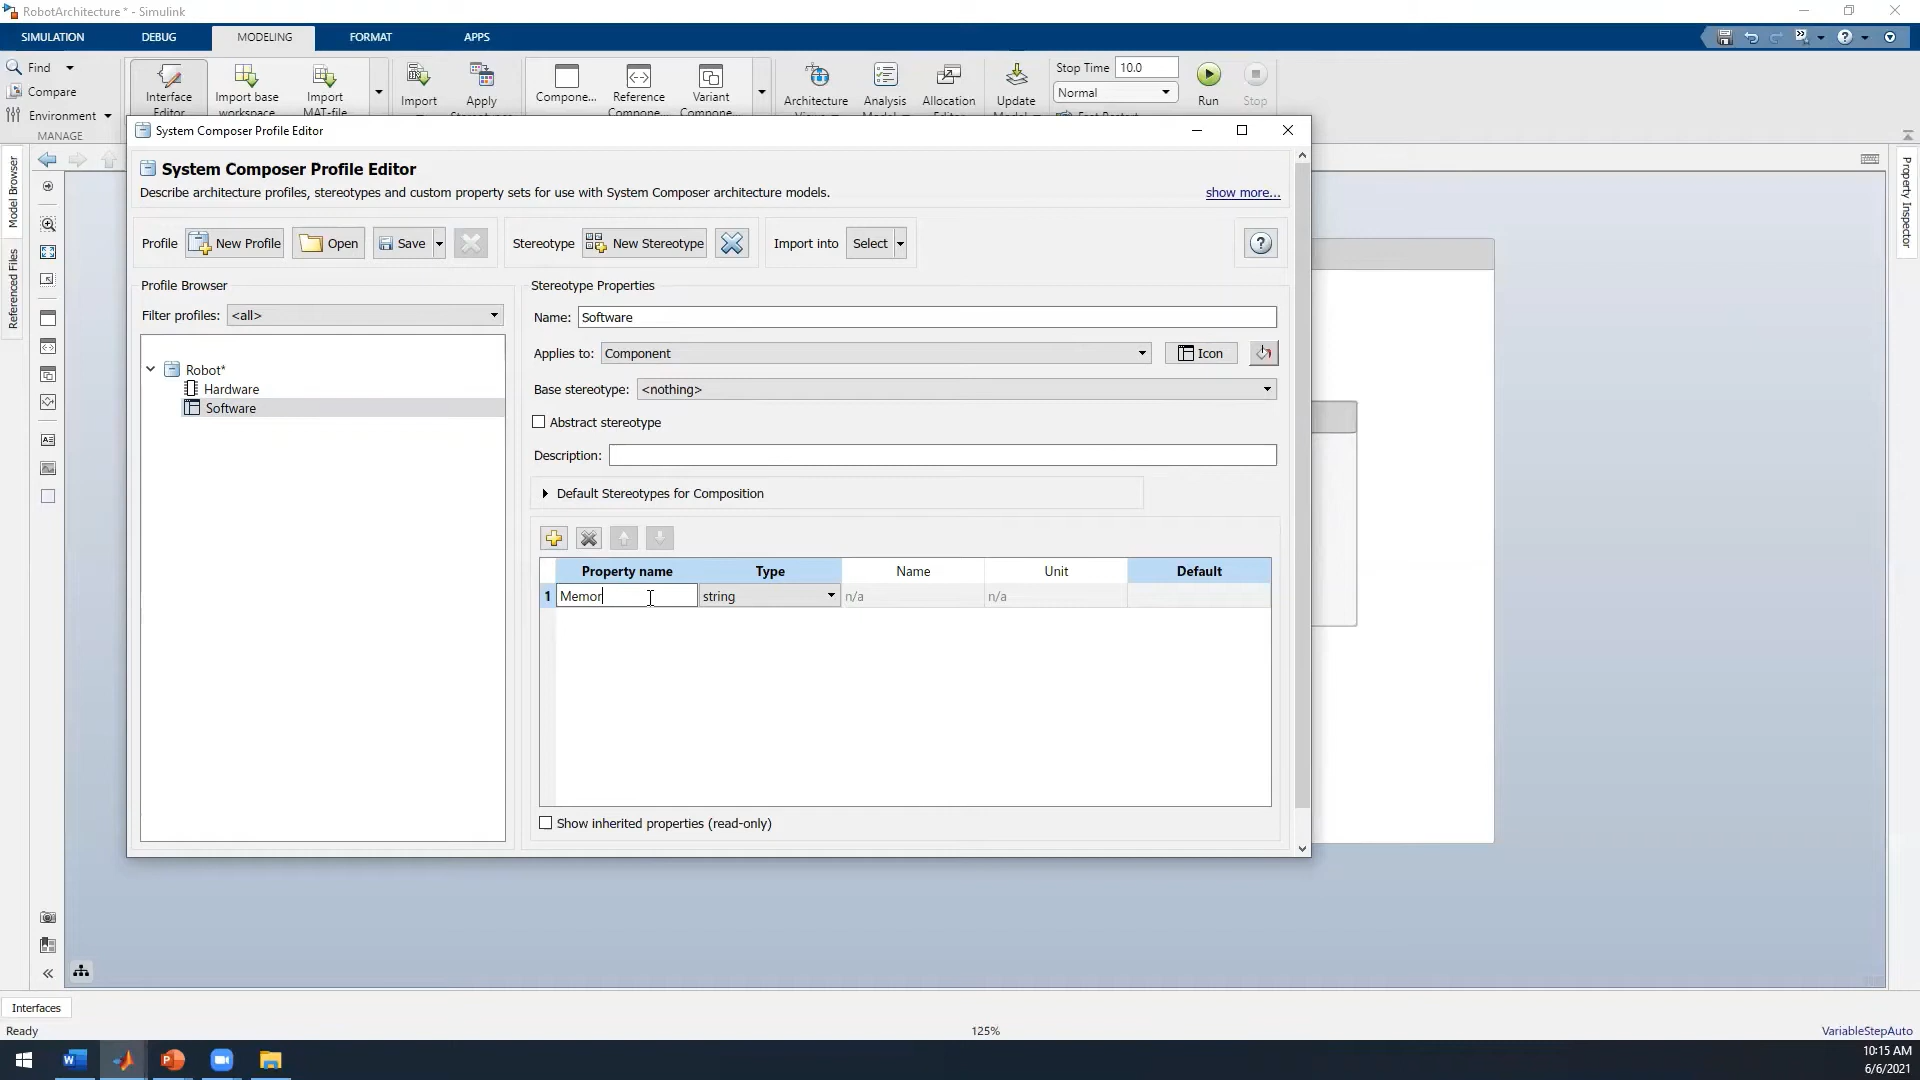 RobotArchitecture * - Simulink
SIMULATION DEBUG MODELING FORMAT APPS
Find
Compare
Environment
MANAGE
Interface
Editor
Import base
workspace
Import
MAT-file
Import
Apply
Compone...
Reference
Compone...
Variant
Compone...
Architecture
Analysis
Allocation
Update
Stop Time 10.0
Normal
Run
Stop
System Composer Profile Editor
System Composer Profile Editor
Describe architecture profiles, stereotypes and custom property sets for use with System Composer architecture models.
show more...
Profile New Profile Open Save Stereotype New Stereotype Import into Select
Profile Browser
Filter profiles: <all>
Robot*
Hardware
Software
Stereotype Properties
Name: Software
Applies to: Component Icon
Base stereotype: <nothing>
Abstract stereotype
Description:
Default Stereotypes for Composition
Property name Type Name Unit Default
1 Memor string n/a n/a
Show inherited properties (read-only)
Model Browser
Referenced Files
Property Inspector
Interfaces
Ready 125% VariableStepAuto
10:15 AM
6/6/2021